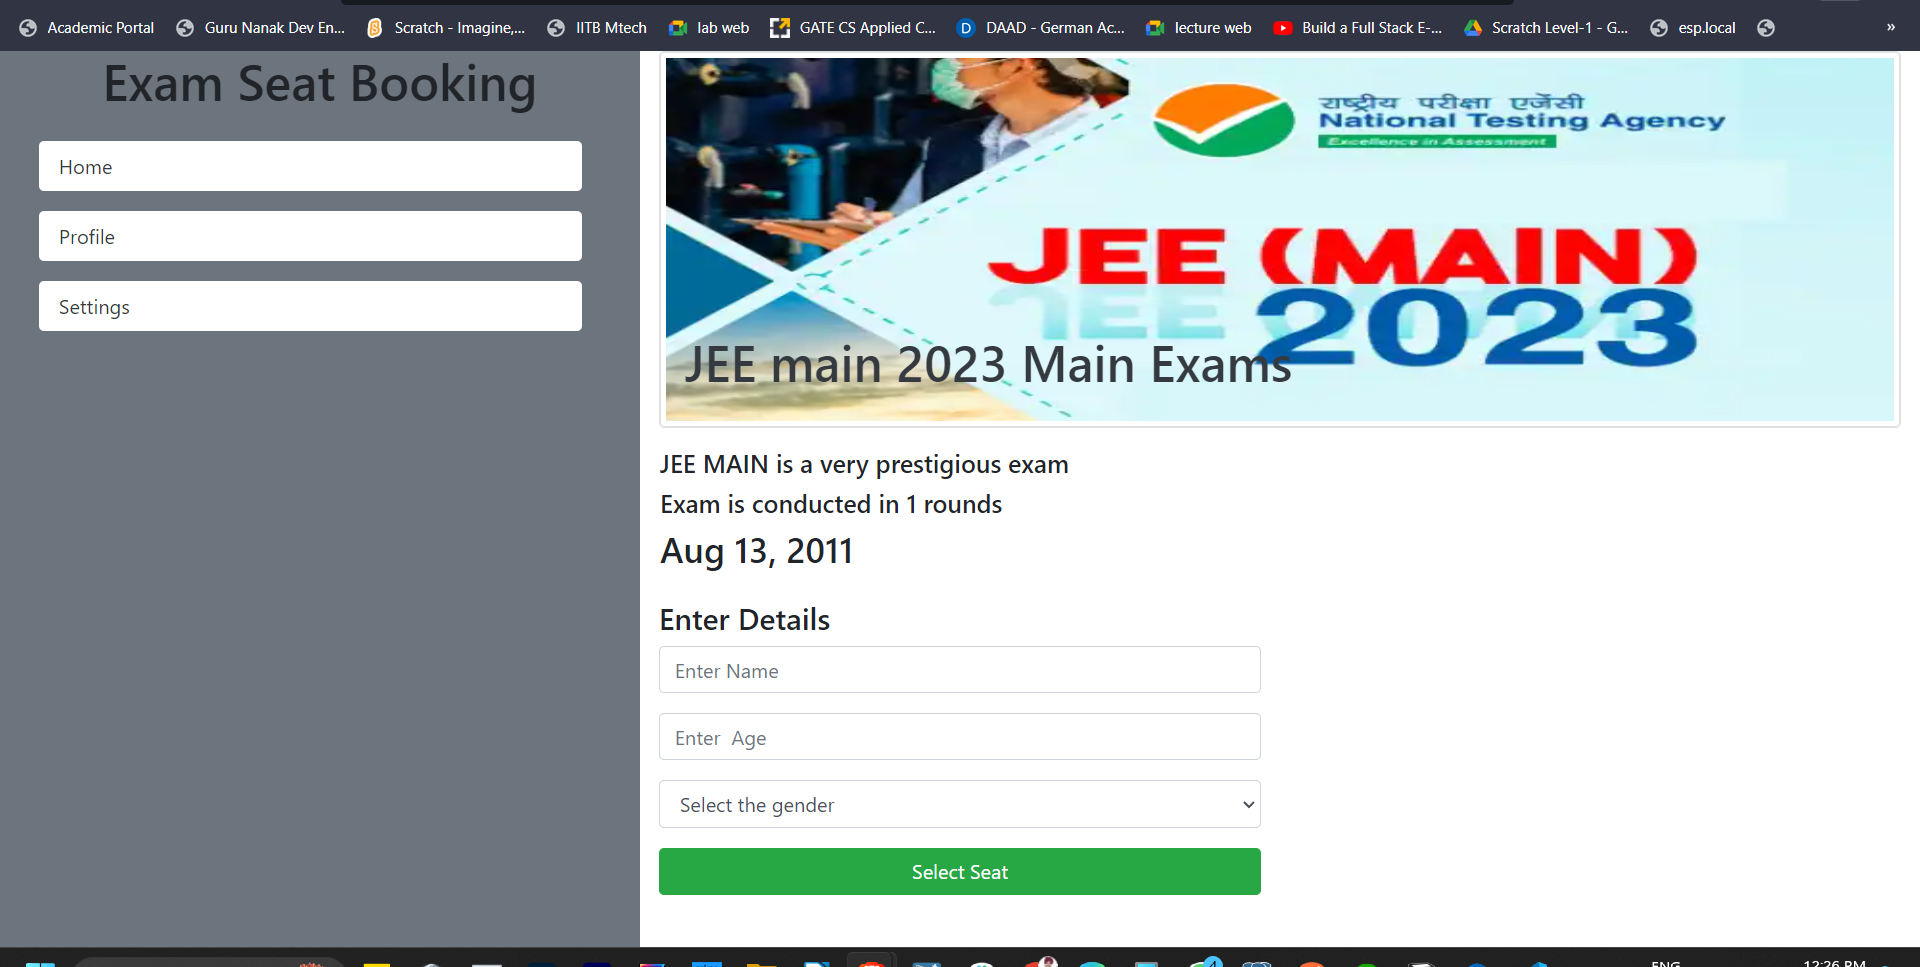 Academic Portal
Guru Nanak Dev En...
Scratch - Imagine,...
IITB Mtech
lab web
GATE CS Applied C...
D
DAAD - German Ac...
lecture web
Build a Full Stack E-...
Scratch Level-1 - G...
esp.local
»
Exam Seat Booking
Home
Profile
Settings
राष्ट्रीय परीक्षा एजेंसी
National Testing Agency
Excellence in Assessment
JEE (MAIN)
JEE 2023
JEE main 2023 Main Exams
JEE MAIN is a very prestigious exam
Exam is conducted in 1 rounds
Aug 13, 2011
Enter Details
Enter Name
Enter  Age
Select the gender
Select Seat
4
ENG
12:26 PM